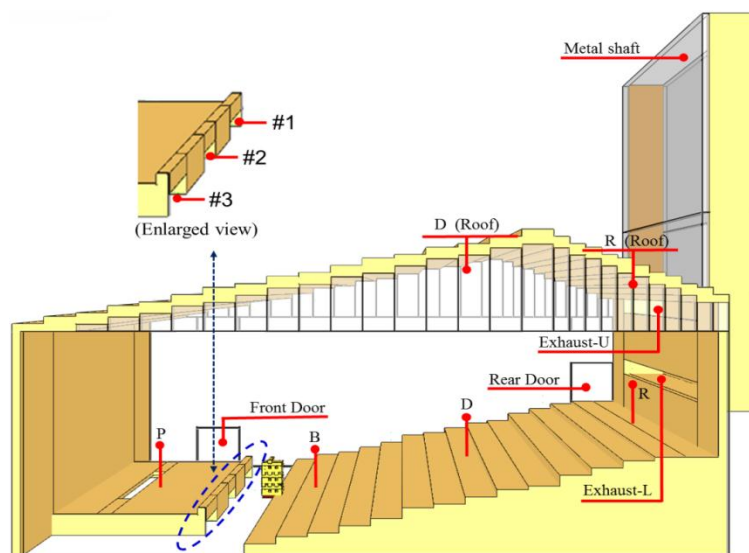 Metal shaft
#1
#2
#3
(Enlarged view)
D (Roof)
R (Roof)
Exhaust-U
Rear Door
R
D
Front Door
P
B
Exhaust-L